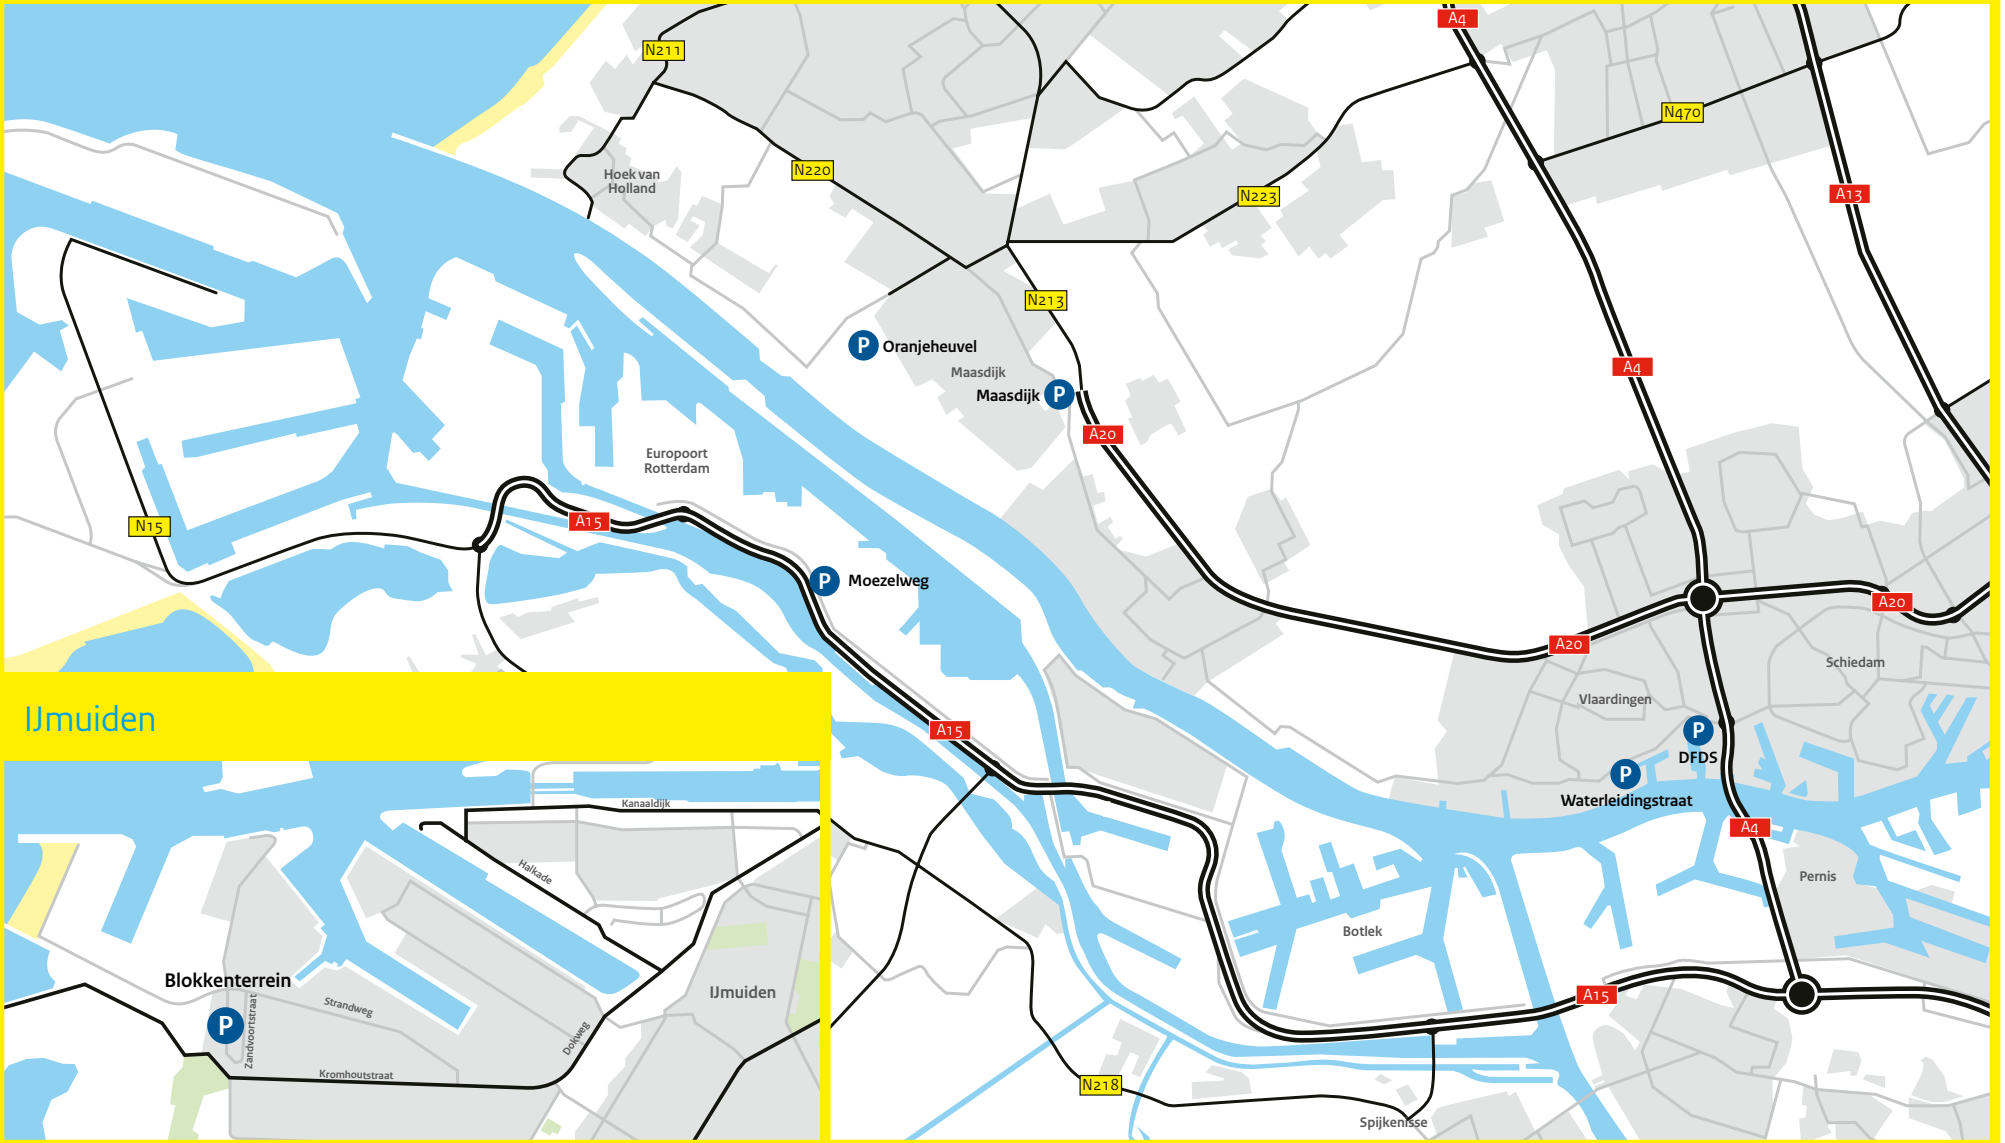 A4
N211
N470
N220
Hoek van
Holland
N223
A13
N213
P Oranjeheuvel
Maasdijk
A4
Maasdijk P
A20
Europoort
Rotterdam
N15
A15
P Moezelweg
A20
A20
Schiedam
Vlaardingen
P
DFDS
P
Waterleidingstraat
A15
A4
Pernis
Botlek
A15
N218
Spijkenisse
IJmuiden
Kanaaldijk
Halkade
Blokkenterrein
P
Zandvoortstraat
Strandweg
IJmuiden
Dokweg
Kromhoutstraat